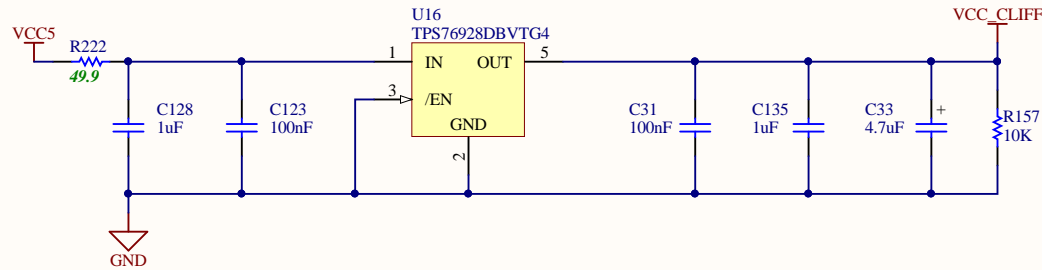 U16
TPS76928DBVTG4
VCC5
R222
49.9
1
IN
OUT
5
VCC_CLIFF
3
/EN
GND
2
C128
1uF
C123
100nF
C31
100nF
C135
1uF
C33
4.7uF
+
R157
10K
GND